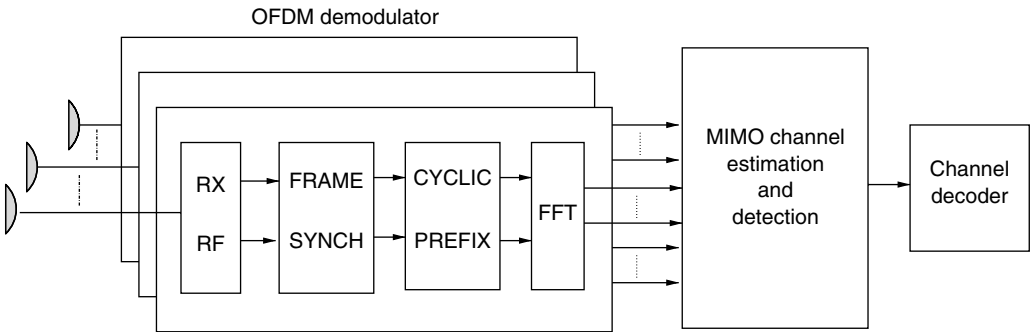 OFDM demodulator
RX
RF
FRAME
SYNCH
CYCLIC
PREFIX
FFT
MIMO channel
estimation
and
detection
Channel
decoder